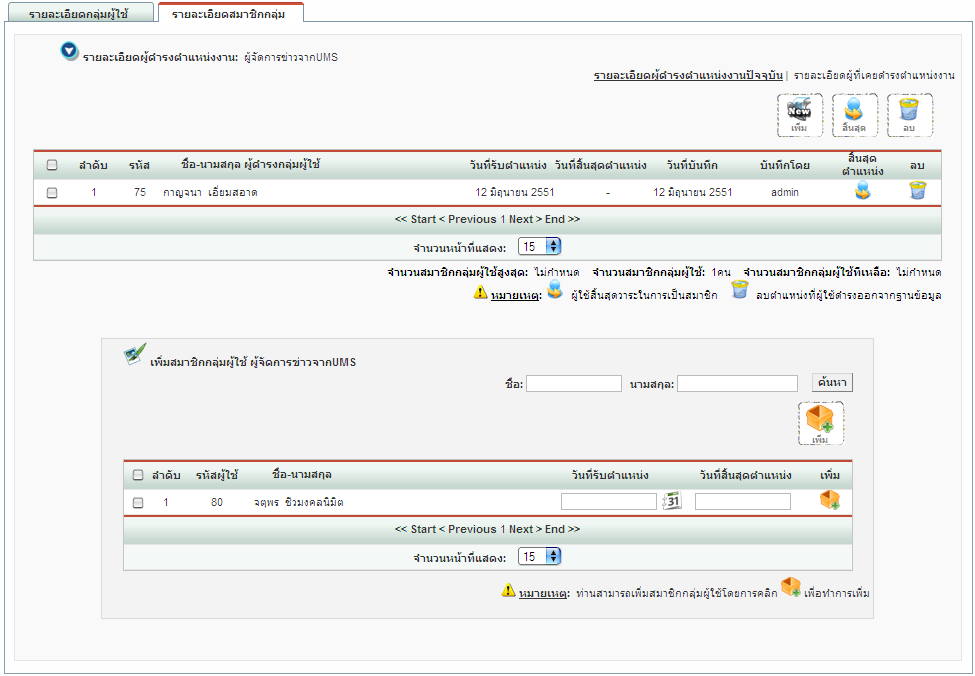 รายละเอียดกลุ่มผู้ใช้ รายละเอียดสมาชิกกลุ่ม
รายละเอียดผู้ดำรงตำแหน่งงาน: ผู้จัดการข่าวจากUMS
รายละเอียดผู้ดำรงตำแหน่งงานปัจจุบัน | รายละเอียดผู้ที่เคยดำรงตำแหน่งงาน
New
เพิ่ม สิ้นสุด ลบ
ลำดับ รหัส ชื่อ-นามสกุล ผู้ดำรงกลุ่มผู้ใช้ วันที่รับตำแหน่ง วันที่สิ้นสุดตำแหน่ง วันที่บันทึก บันทึกโดย สิ้นสุดตำแหน่ง ลบ
1 75 กาญจนา เอี่ยมสอาด 12 มิถุนายน 2551 - 12 มิถุนายน 2551 admin
<< Start < Previous 1 Next > End >>
จำนวนหน้าที่แสดง: 15
จำนวนสมาชิกกลุ่มผู้ใช้สูงสุด: ไม่กำหนด จำนวนสมาชิกกลุ่มผู้ใช้: 1คน จำนวนสมาชิกกลุ่มผู้ใช้ที่เหลือ: ไม่กำหนด
หมายเหตุ: ผู้ใช้สิ้นสุดวาระในการเป็นสมาชิก ลบตำแหน่งที่ผู้ใช้ดำรงออกจากฐานข้อมูล
เพิ่มสมาชิกกลุ่มผู้ใช้ ผู้จัดการข่าวจากUMS
ชื่อ: นามสกุล: ค้นหา
เพิ่ม
ลำดับ รหัสผู้ใช้ ชื่อ-นามสกุล วันที่รับตำแหน่ง วันที่สิ้นสุดตำแหน่ง เพิ่ม
1 80 จตุพร ชิวมงคลนิมิต 31
<< Start < Previous 1 Next > End >>
จำนวนหน้าที่แสดง: 15
หมายเหตุ: ท่านสามารถเพิ่มสมาชิกกลุ่มผู้ใช้โดยการคลิก เพื่อทำการเพิ่ม